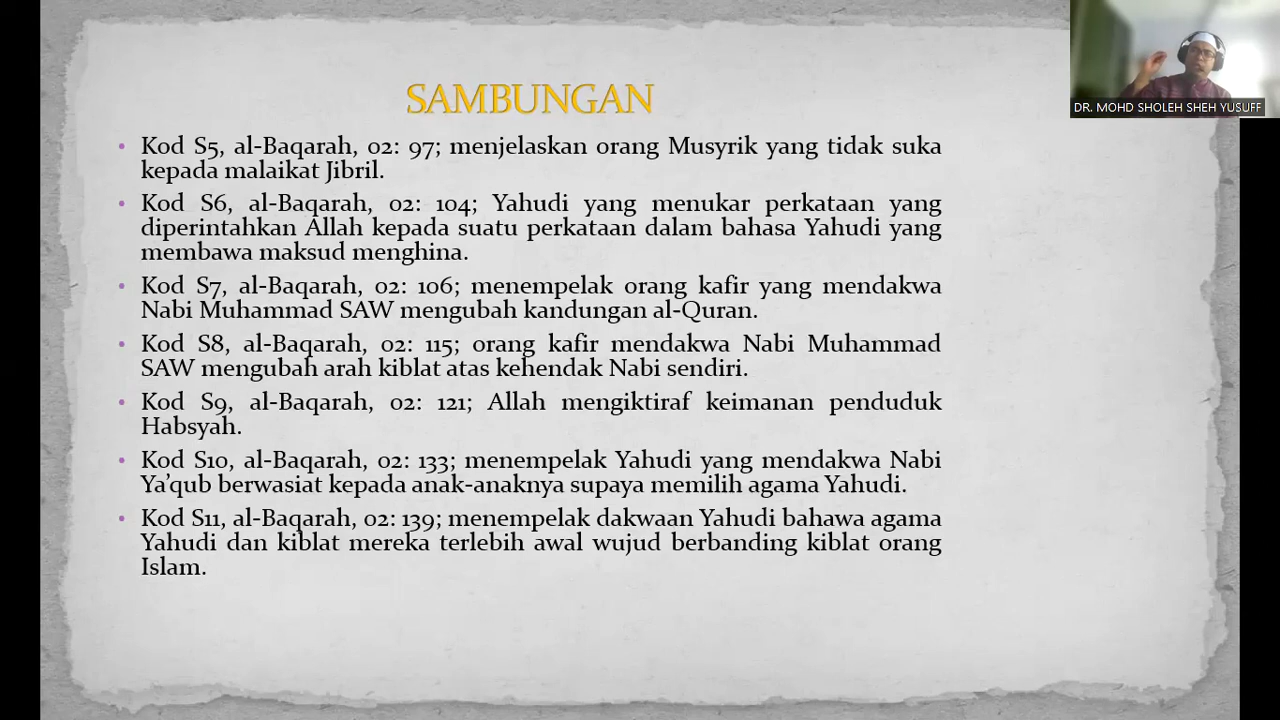 SAMBUNGAN
DR. MOHD SHOLEH SHEH YUSUFF
• Kod S5, al-Baqarah, 02: 97; menjelaskan orang Musyrik yang tidak suka
kepada malaikat Jibril.
• Kod S6, al-Baqarah, 02: 104; Yahudi yang menukar perkataan yang
diperintahkan Allah kepada suatu perkataan dalam bahasa Yahudi yang
membawa maksud menghina.
• Kod S7, al-Baqarah, 02: 106; menempelak orang kafir yang mendakwa
Nabi Muhammad SAW mengubah kandungan al-Quran.
• Kod S8, al-Baqarah, 02: 115; orang kafir mendakwa Nabi Muhammad
SAW mengubah arah kiblat atas kehendak Nabi sendiri.
• Kod S9, al-Baqarah, 02: 121; Allah mengiktiraf keimanan penduduk
Habsyah.
• Kod S10, al-Baqarah, 02: 133; menempelak Yahudi yang mendakwa Nabi
Ya’qub berwasiat kepada anak-anaknya supaya memilih agama Yahudi.
• Kod S11, al-Baqarah, 02: 139; menempelak dakwaan Yahudi bahawa agama
Yahudi dan kiblat mereka terlebih awal wujud berbanding kiblat orang
Islam.